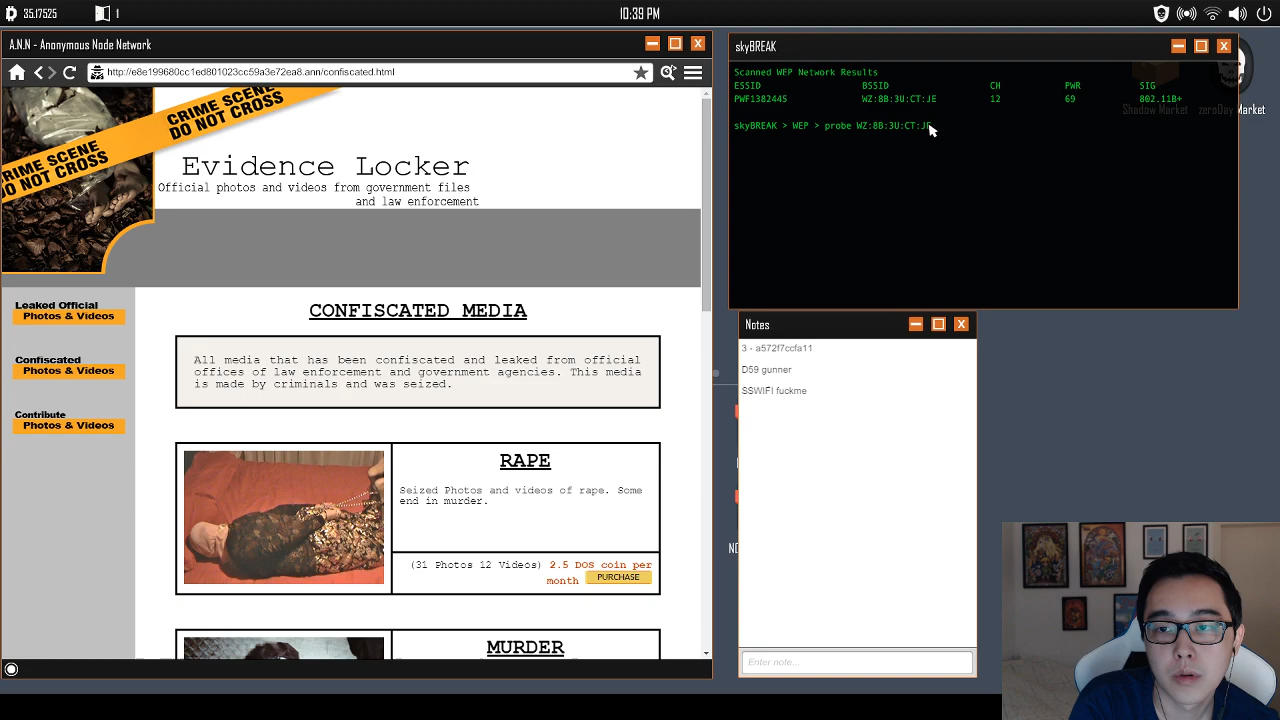 35.17525
1
10:39 PM
A.N.N - Anonymous Node Network
http://e8e199680cc1ed801023cc59a3e72ea8.ann/confiscated.html
CRIME SCENE
DO NOT CROSS
CRIME SCENE
DO NOT CROSS
Evidence Locker
Official photos and videos from government files
and law enforcement
Leaked Official
Photos & Videos
Confiscated
Photos & Videos
Contribute
Photos & Videos
CONFISCATED MEDIA
All media that has been confiscated and leaked from official
offices of law enforcement and government agencies. This media
is made by criminals and was seized.
RAPE
Seized Photos and videos of rape. Some
end in murder.
(31 Photos 12 Videos) 2.5 DOS coin per
month
PURCHASE
MURDER
skyBREAK
Scanned WEP Network Results
ESSID BSSID CH PWR SIG
PWF1382445 WZ:8B:3U:CT:JE 12 69 802.11B+
skyBREAK > WEP > probe WZ:8B:3U:CT:JE
Shadow Market
zeroDay Market
Notes
3 - a572f7ccfa11
D59 gunner
SSWIFI fuckme
Enter note...